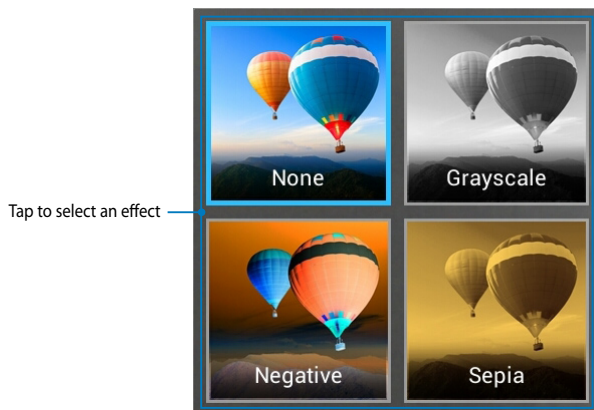 None
Grayscale
Tap to select an effect
Negative
Sepia